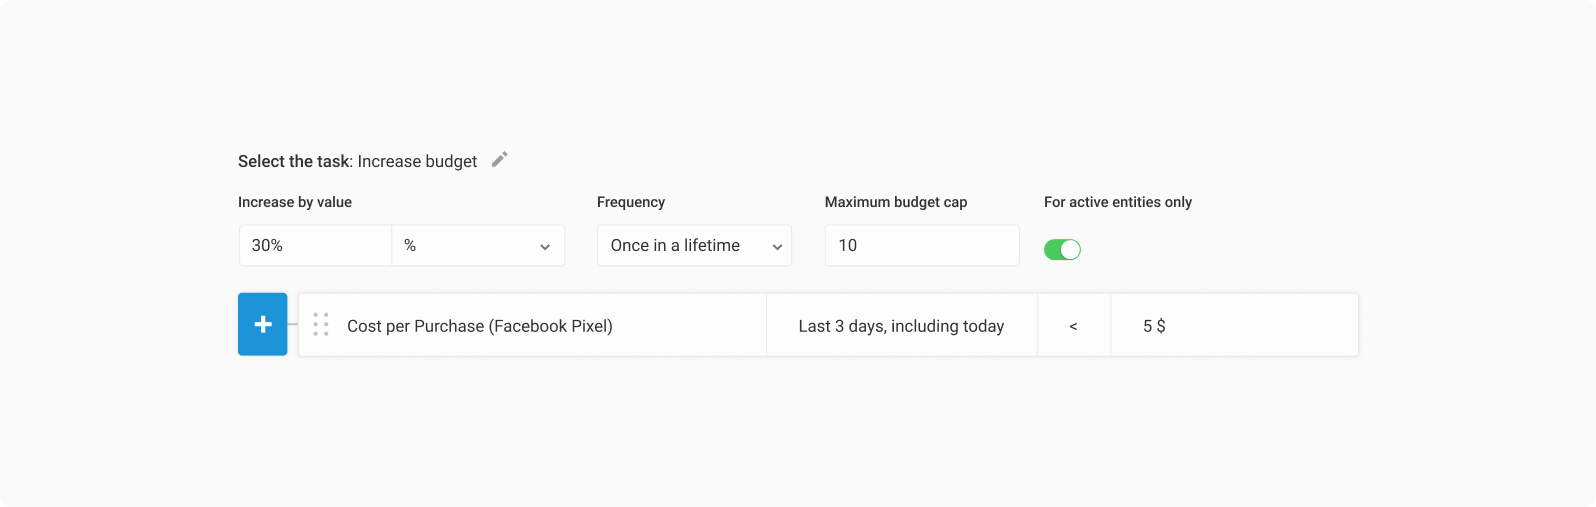 Select the task: Increase budget
Increase by value Frequency Maximum budget cap For active entities only
30% % Once in a lifetime 10
Cost per Purchase (Facebook Pixel) Last 3 days, including today < 5 $